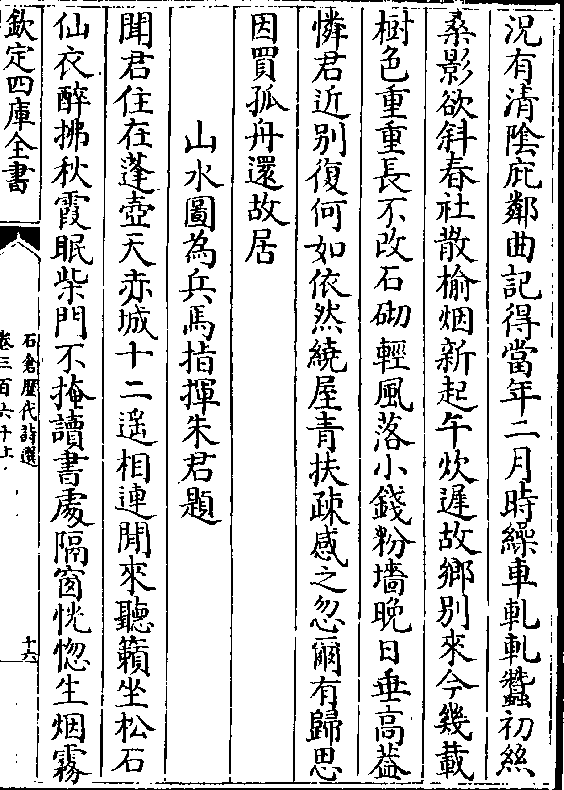 況有清陰庇鄰曲記得當年二月時繰車軋軋蠶初絲
桑影欲斜春社散榆烟新起午炊遲故鄉别來今幾載
樹色重重長不改石砌輕風落小錢粉墻晚日垂高蓋
憐君近别復何如依然繞屋青扶疎感之忽爾有歸思
因買孤舟還故居
山水圖為兵馬指揮朱君題
聞君住在蓬壺天赤城十二遥相連閒來聽籟坐松石
仙衣醉拂秋霞眠柴門不掩讀書處隔窗恍惚生烟霧
欽定四庫全書
石倉歴代詩選
卷三百六十上
十六